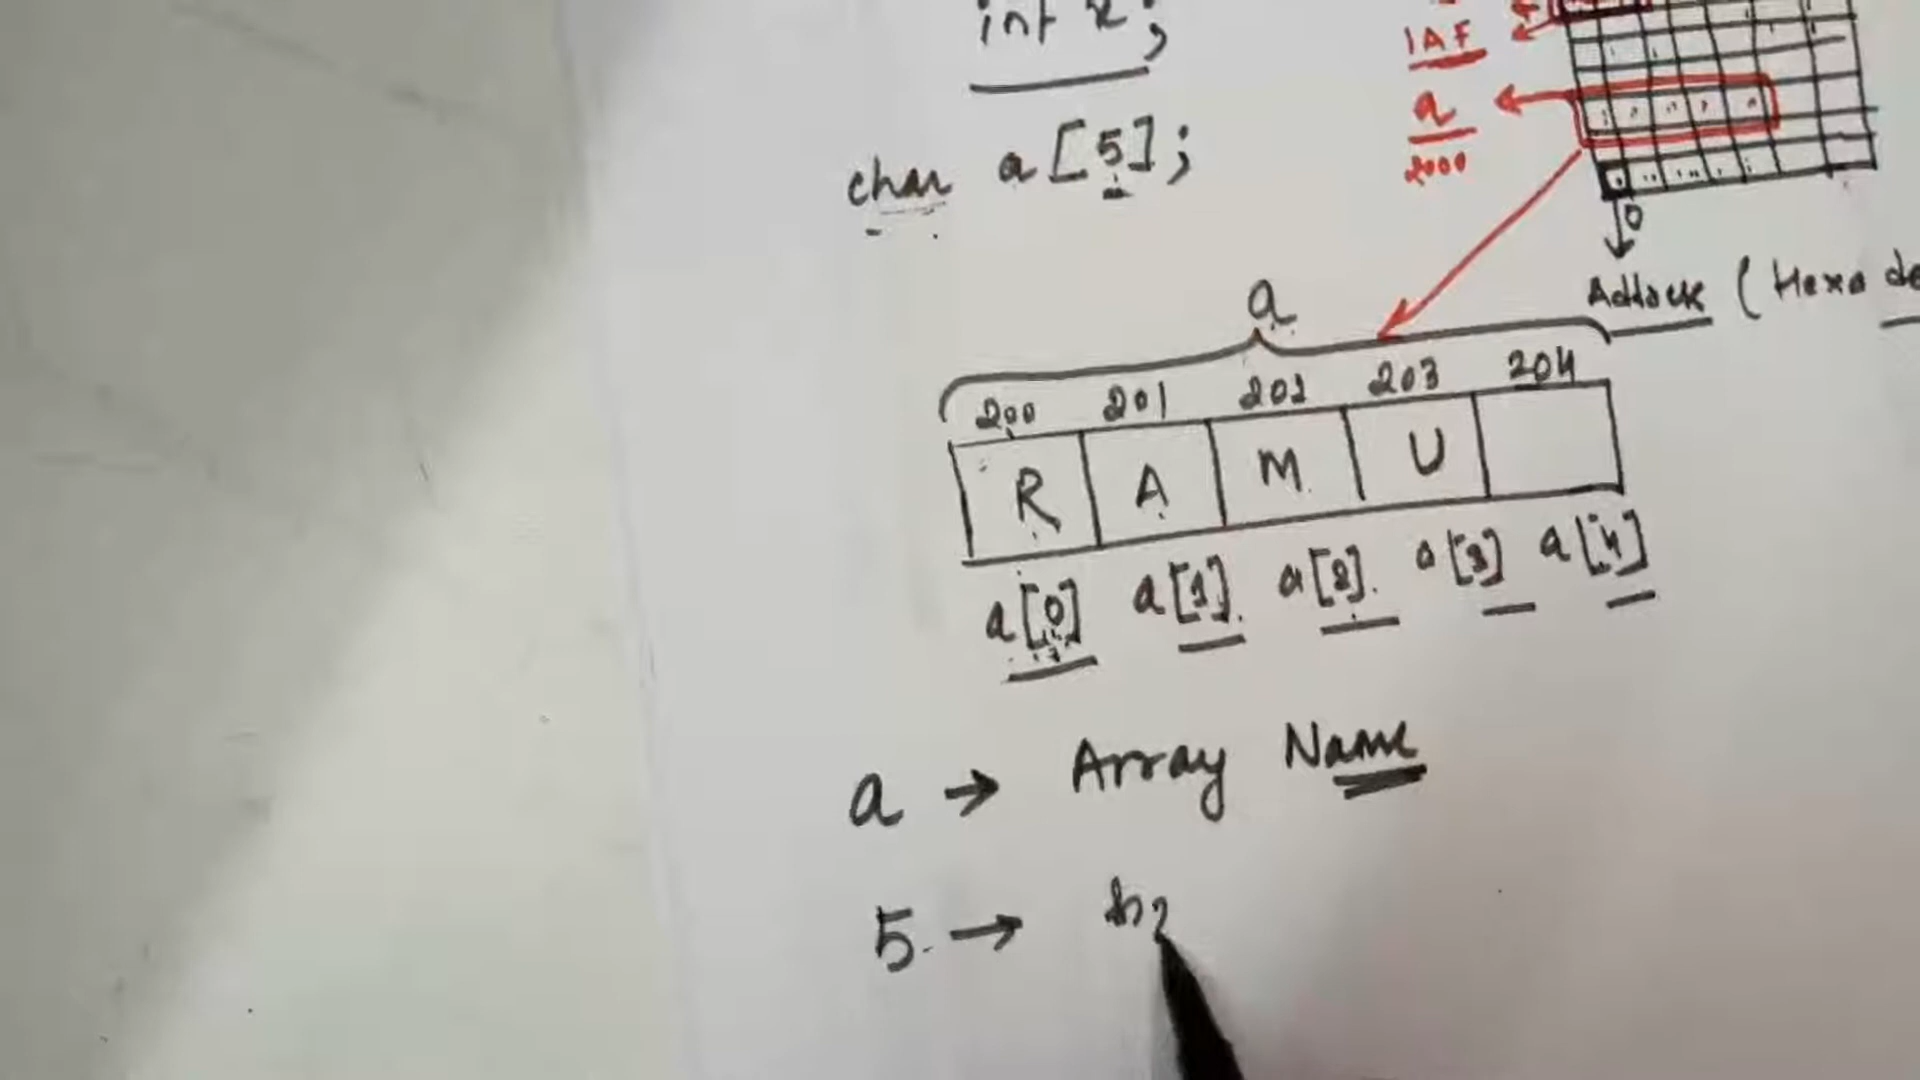 int x;
IAF
a
2000
char a[5];
0
Address (Hexa de
a
200 201 202 203 204
R A M U
a[0] a[1] a[2] a[3] a[4]
a → Array Name
5 →